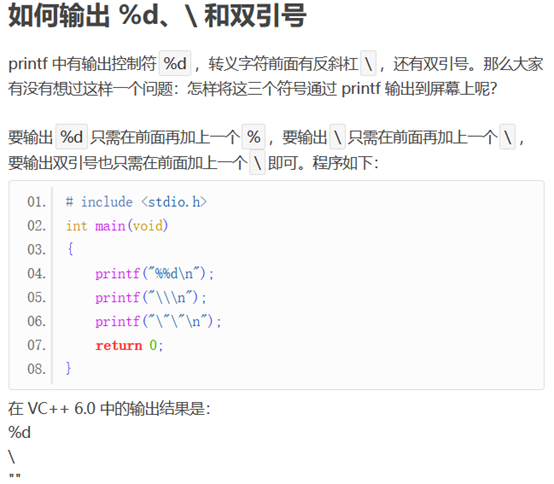 如何输出 %d、\ 和双引号
printf 中有输出控制符 %d ，转义字符前面有反斜杠 \ ，还有双引号。那么大家
有没有想过这样一个问题：怎样将这三个符号通过 printf 输出到屏幕上呢？
要输出 %d 只需在前面再加上一个 % ，要输出 \ 只需在前面再加上一个 \ ，
要输出双引号也只需在前面加上一个 \ 即可。程序如下：
01. # include <stdio.h>
02. int main(void)
03. {
04.     printf("%%d\n");
05.     printf("\\\n");
06.     printf("\"\"\n");
07.     return 0;
08. }
在 VC++ 6.0 中的输出结果是：
%d
\
""